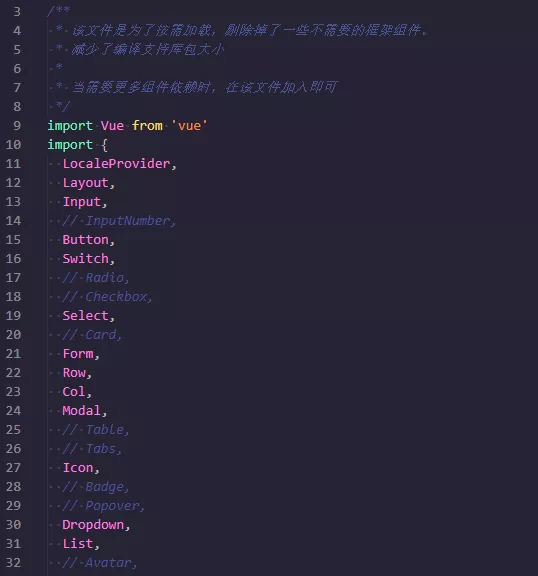 3 /**
4 * 该文件是为了按需加载，剔除掉了一些不需要的框架组件。
5 * 减少了编译支持库包大小
6 *
7 * 当需要更多组件依赖时，在该文件加入即可
8 */
9 import Vue from 'vue'
10 import {
11 LocaleProvider,
12 Layout,
13 Input,
14 // InputNumber,
15 Button,
16 Switch,
17 // Radio,
18 // Checkbox,
19 Select,
20 // Card,
21 Form,
22 Row,
23 Col,
24 Modal,
25 // Table,
26 // Tabs,
27 Icon,
28 // Badge,
29 // Popover,
30 Dropdown,
31 List,
32 // Avatar,